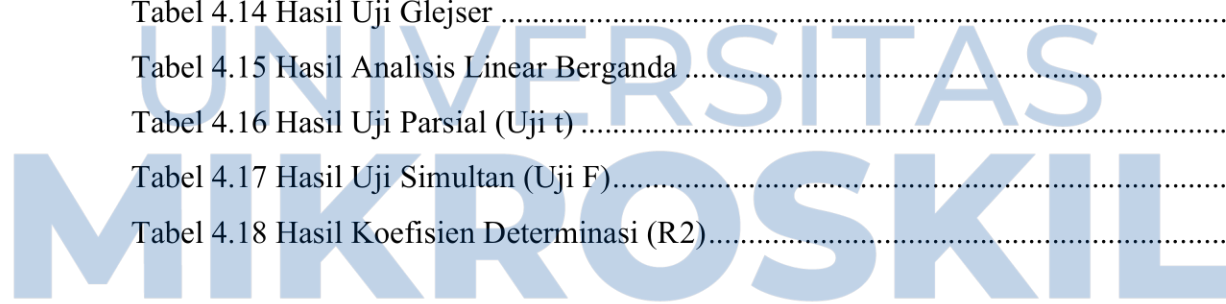 Tabel 4.14 Hasil Uji Glejser ....................................................................................................
UNIVERSITAS
Tabel 4.15 Hasil Analisis Linear Berganda ......................................................................
Tabel 4.16 Hasil Uji Parsial (Uji t) ...................................................................................
MIKROSKIL
Tabel 4.17 Hasil Uji Simultan (Uji F)...............................................................................
Tabel 4.18 Hasil Koefisien Determinasi (R2)...................................................................